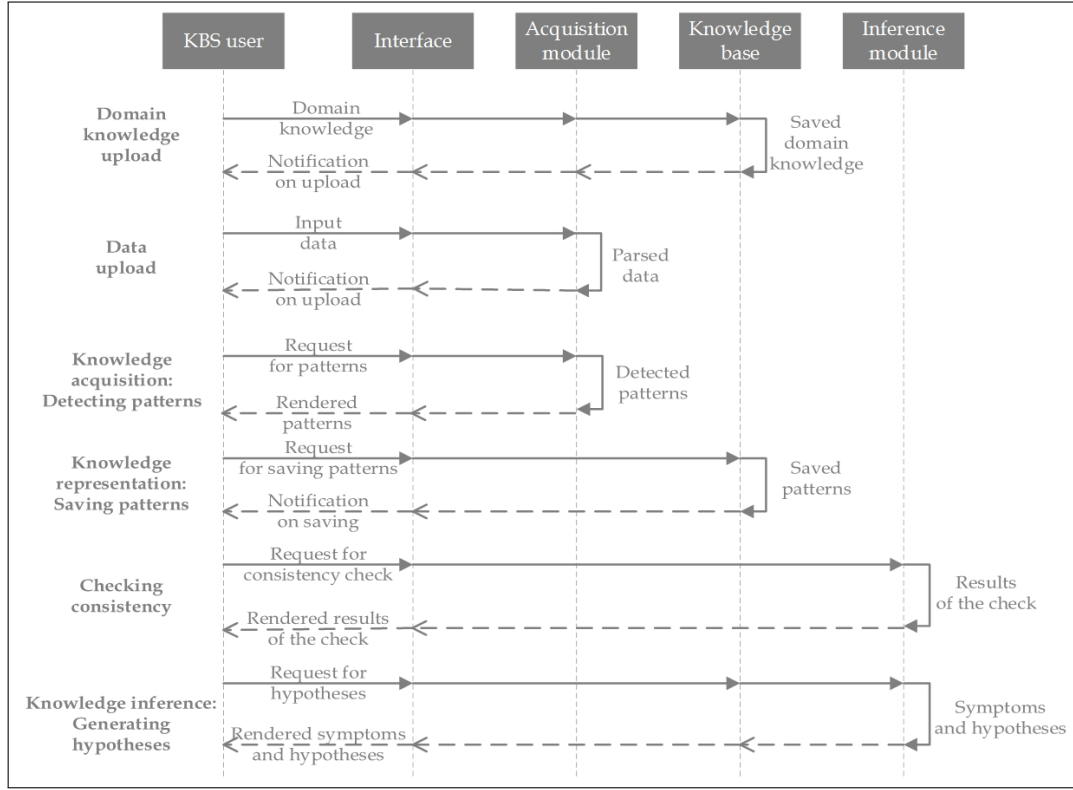 KBS user
Interface
Acquisition
module
Knowledge
base
Inference
module
Domain
knowledge
upload
Domain
knowledge
Notification
on upload
Saved
domain
knowledge
Data
upload
Input
data
Notification
on upload
Parsed
data
Knowledge
acquisition:
Detecting patterns
Request
for patterns
Rendered
patterns
Detected
patterns
Knowledge
representation:
Saving patterns
Request
for saving patterns
Notification
on saving
Saved
patterns
Checking
consistency
Request for
consistency check
Rendered results
of the check
Results
of the check
Knowledge inference:
Generating
hypotheses
Request for
hypotheses
Rendered symptoms
and hypotheses
Symptoms
and hypotheses